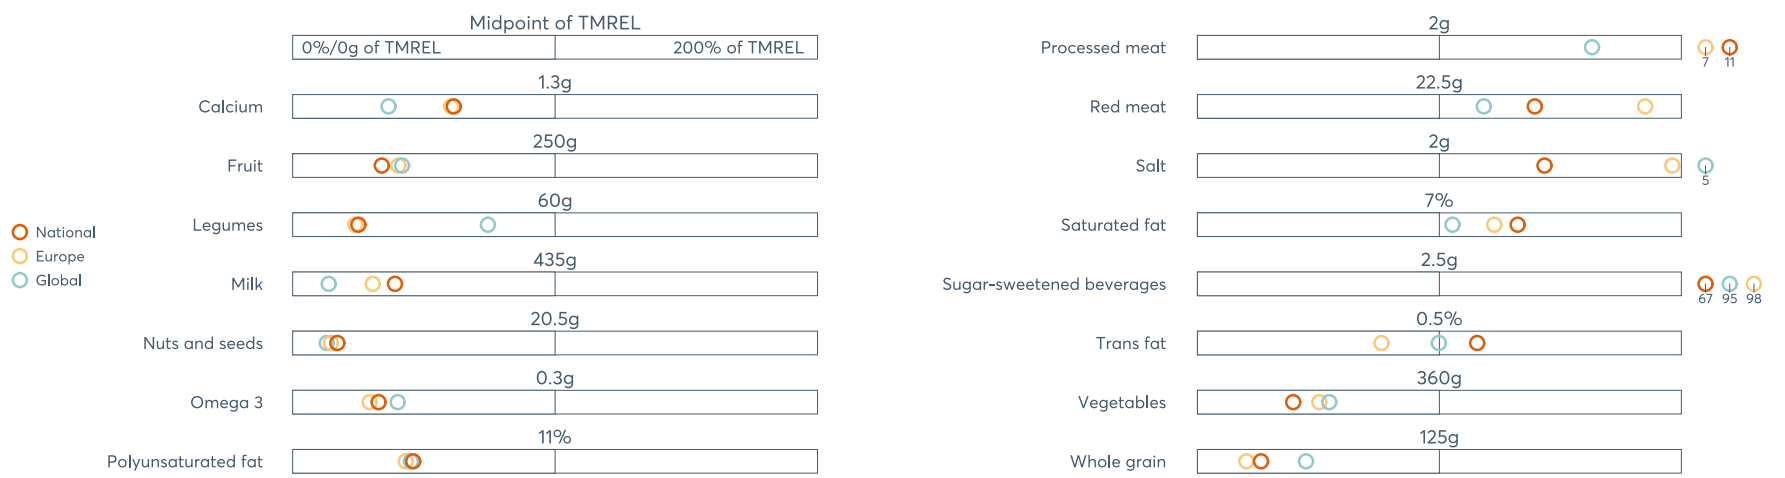 Midpoint of TMREL
0%/0g of TMREL
200% of TMREL
1.3g
Calcium
250g
Fruit
60g
Legumes
435g
Milk
20.5g
Nuts and seeds
0.3g
Omega 3
11%
Polyunsaturated fat
National
Europe
Global
2g
Processed meat
7
11
22.5g
Red meat
2g
Salt
5
7%
Saturated fat
2.5g
Sugar-sweetened beverages
67
95
98
0.5%
Trans fat
360g
Vegetables
125g
Whole grain